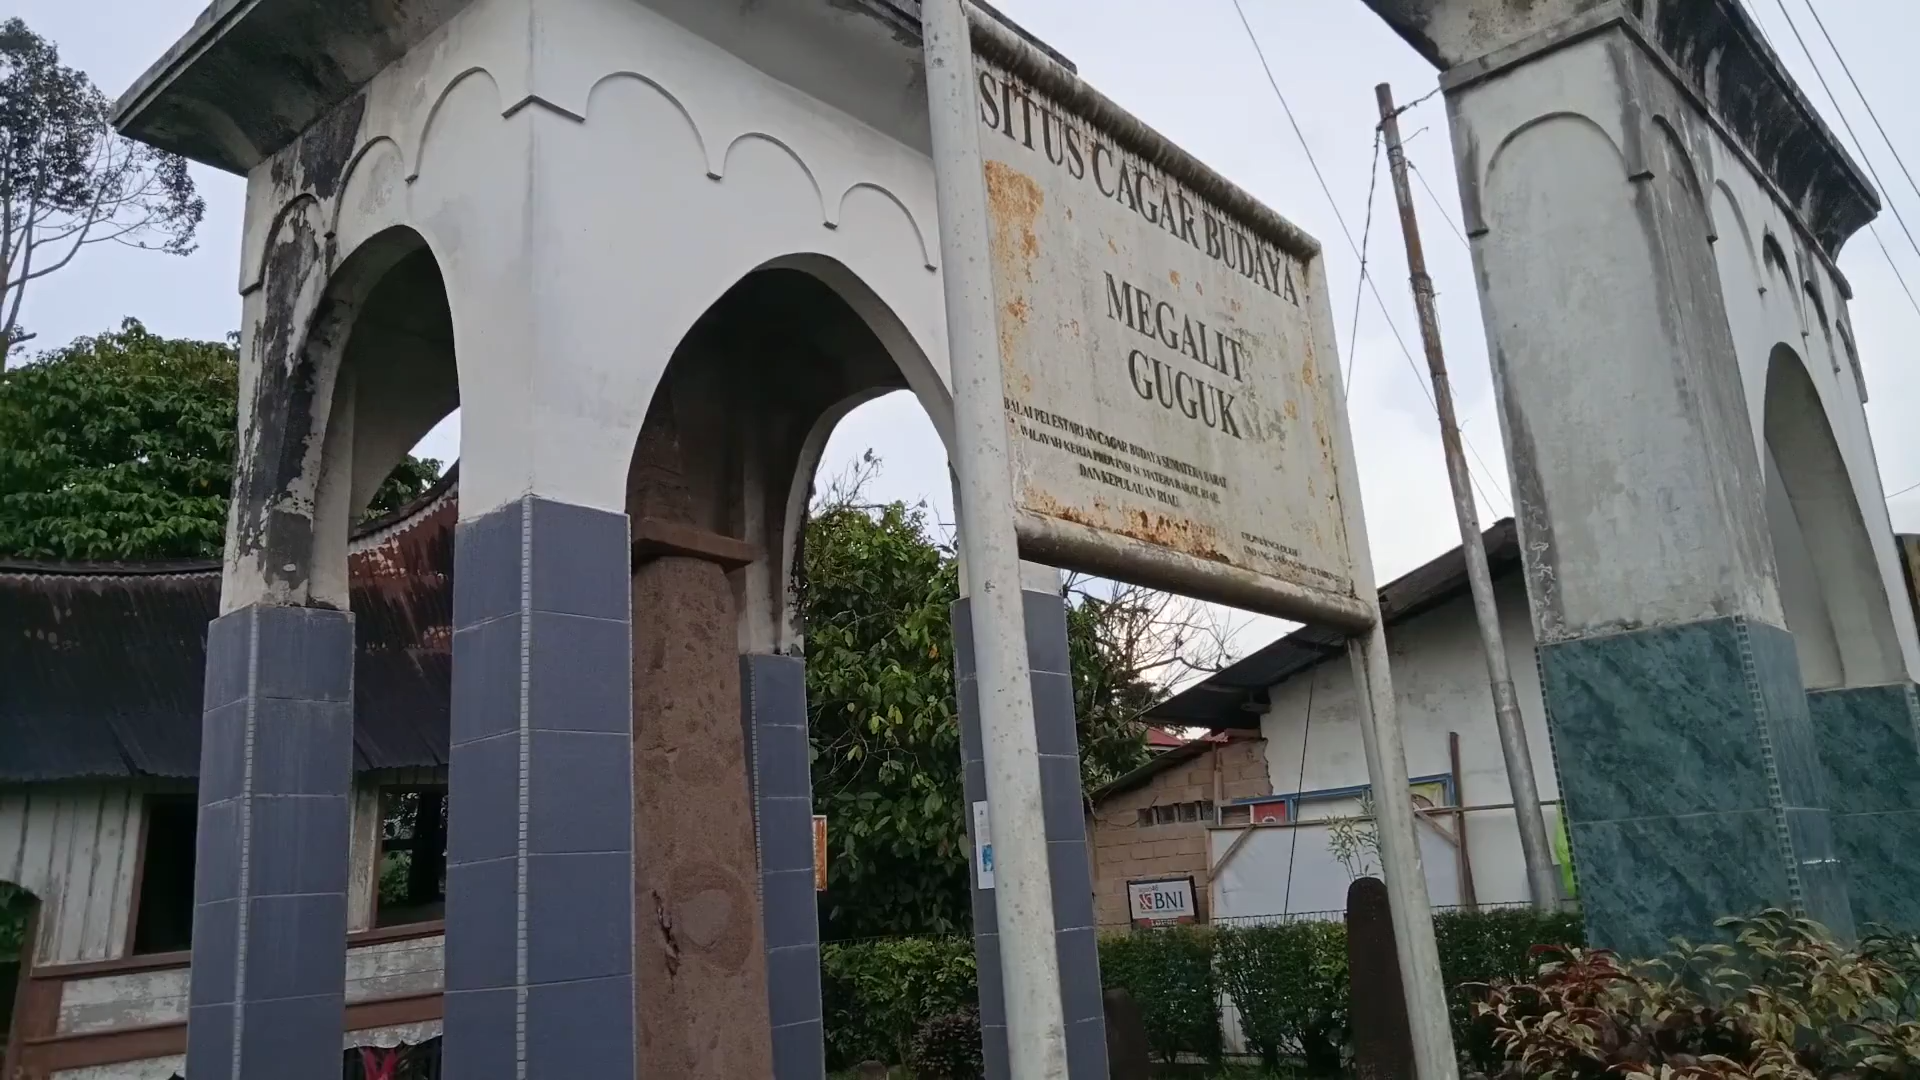 SITUS CAGAR BUDAYA
MEGALIT
GUGUK
BALAI PELESTARIAN CAGAR BUDAYA SUMATERA BARAT
WILAYAH KERJA PROVINSI SUMATERA BARAT, RIAU,
DAN KEPULAUAN RIAU
BNI